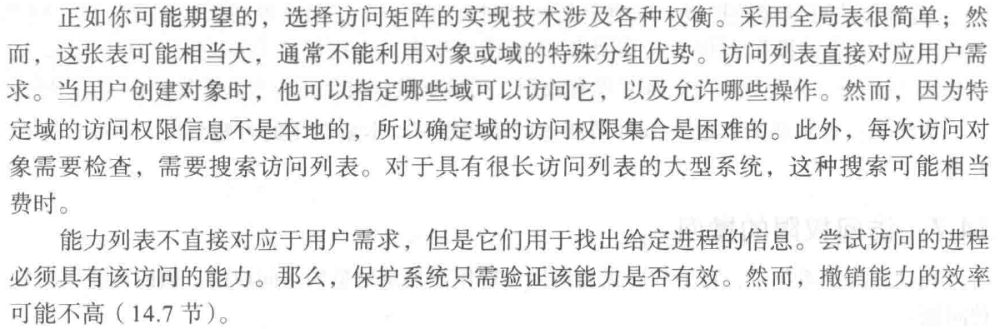 正如你可能期望的，选择访问矩阵的实现技术涉及各种权衡。采用全局表很简单；然
而，这张表可能相当大，通常不能利用对象或域的特殊分组优势。访问列表直接对应用户需
求。当用户创建对象时，他可以指定哪些域可以访问它，以及允许哪些操作。然而，因为特
定域的访问权限信息不是本地的，所以确定域的访问权限集合是困难的。此外，每次访问对
象需要检查，需要搜索访问列表。对于具有很长访问列表的大型系统，这种搜索可能相当
费时。
能力列表不直接对应于用户需求，但是它们用于找出给定进程的信息。尝试访问的进程
必须具有该访问的能力。那么，保护系统只需验证该能力是否有效。然而，撤销能力的效率
可能不高（14.7 节）。